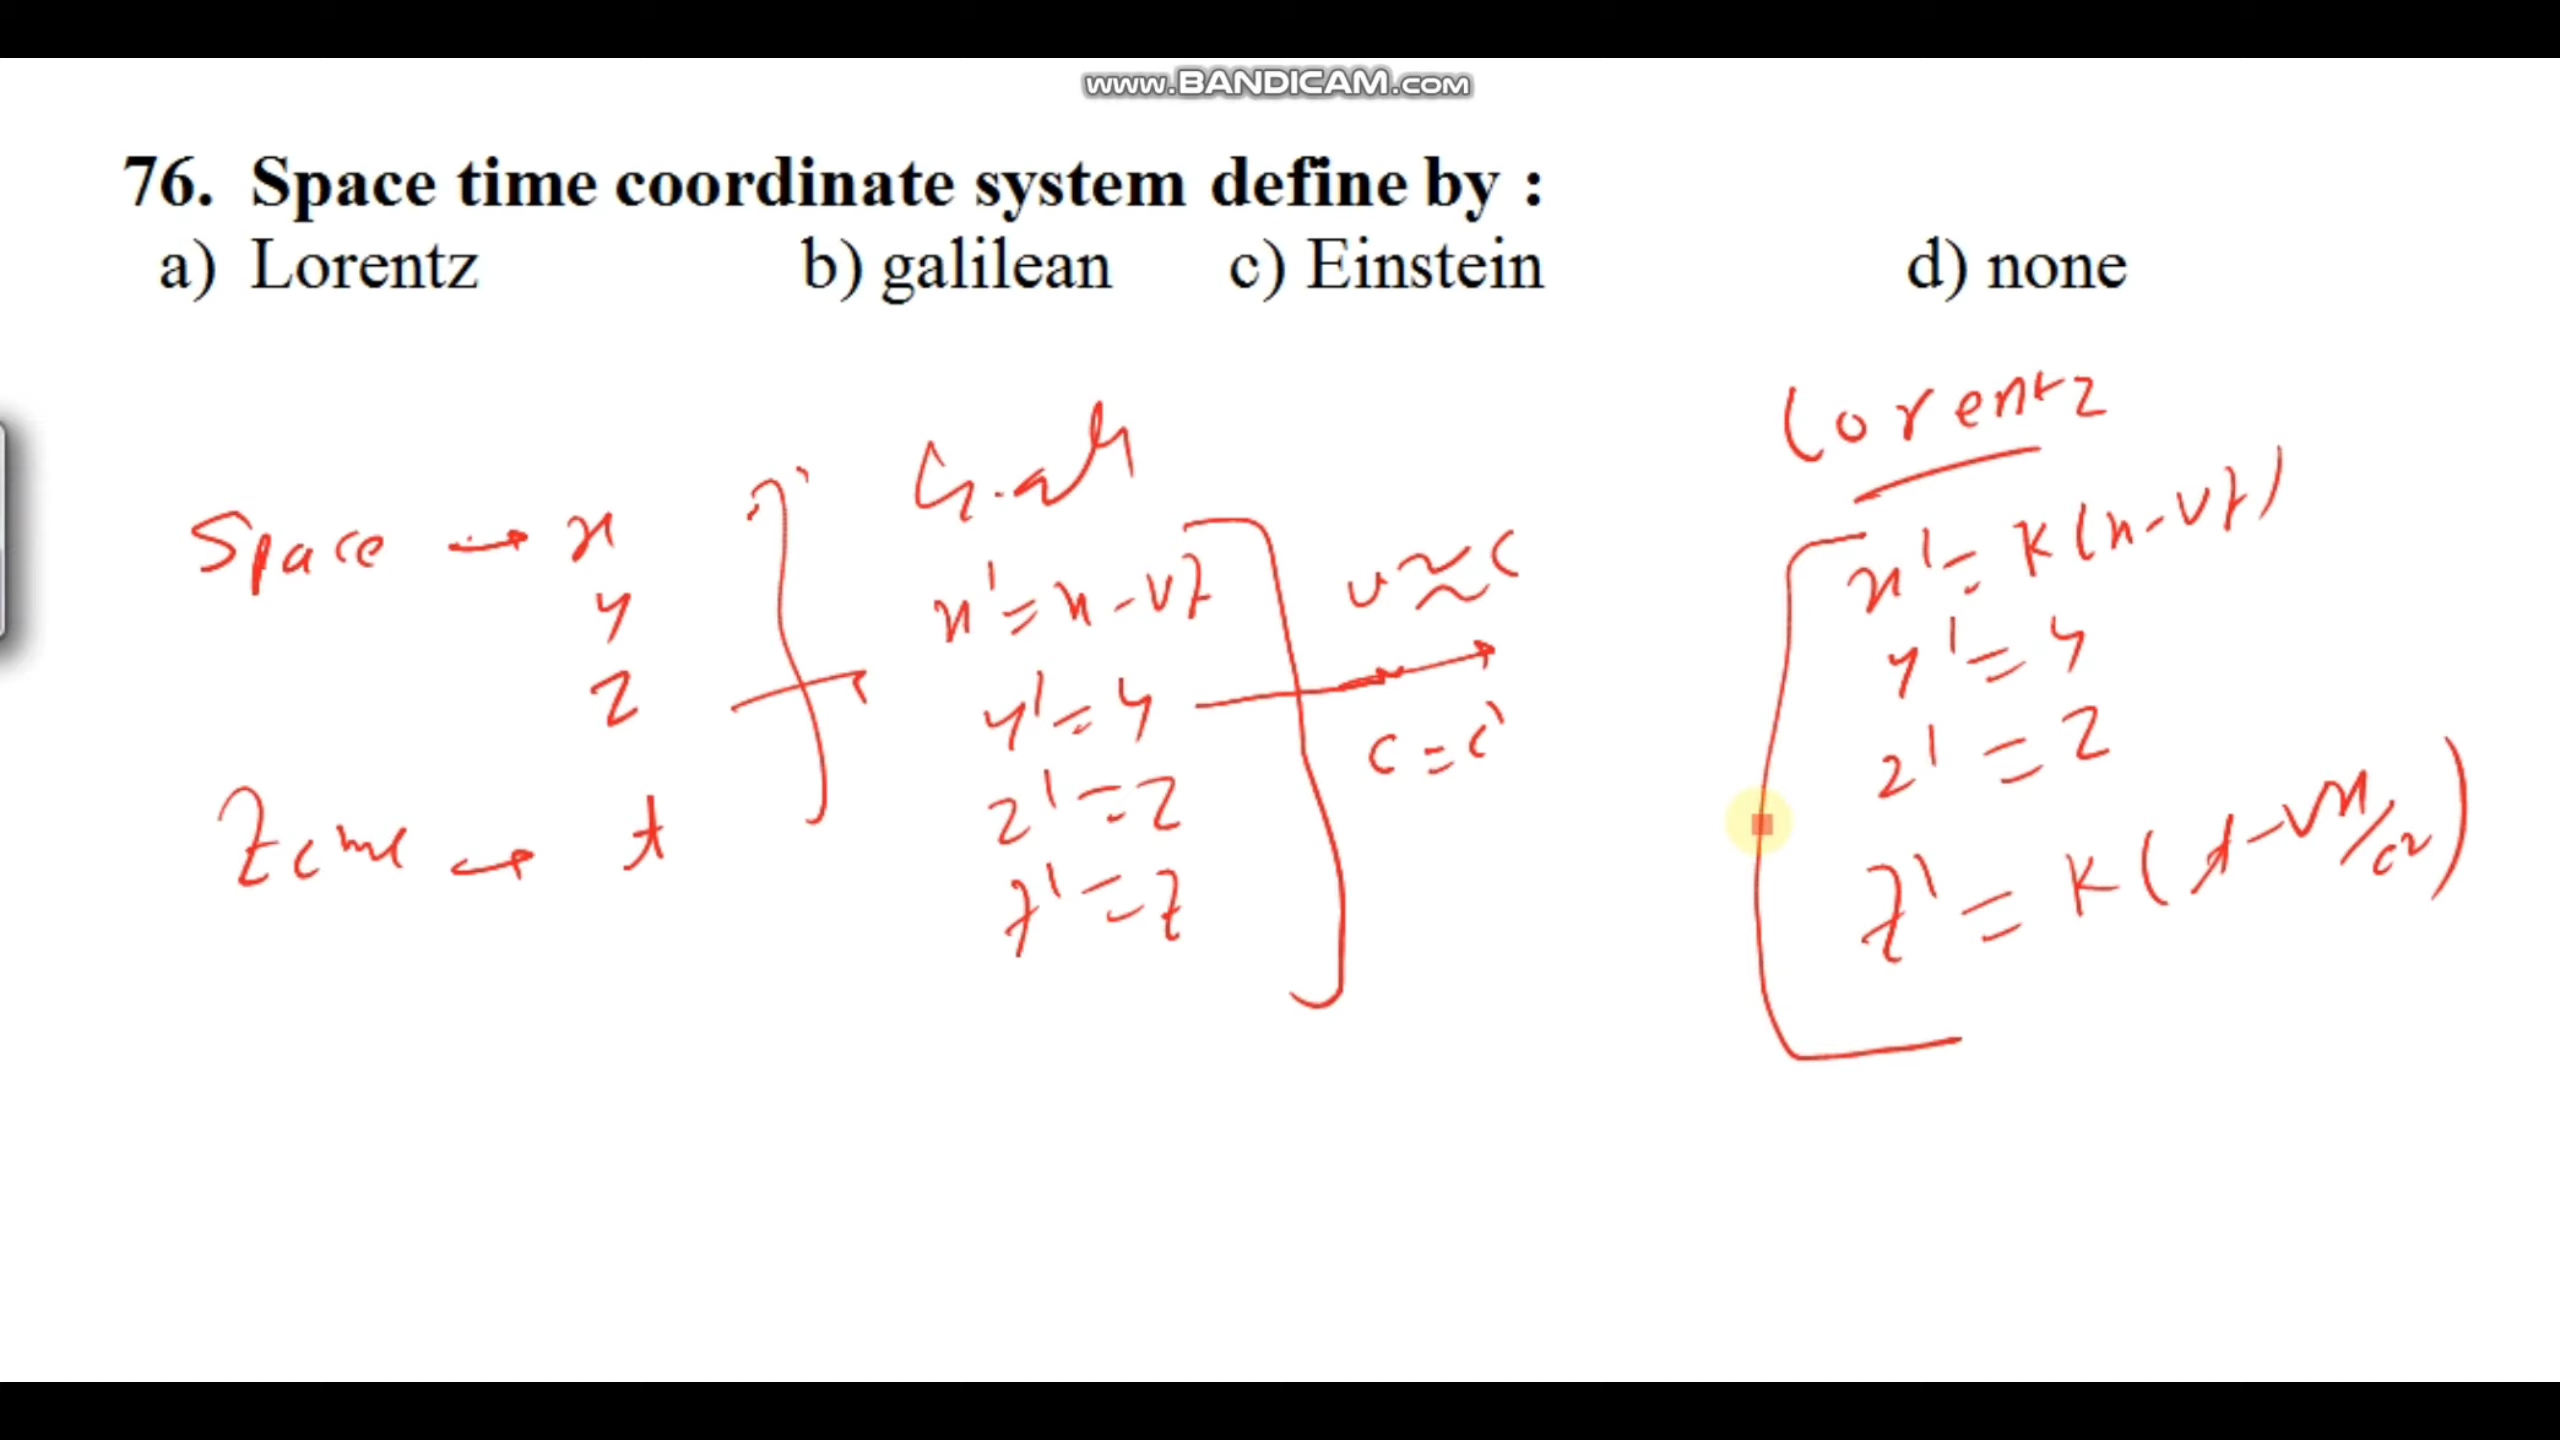 www.BANDICAM.com
76. Space time coordinate system define by :
a) Lorentz b) galilean c) Einstein d) none
Space → x
y
z
time → t
x' = x - vt
y' = y
z' = z
t' = t
v ≈ c
c = c'
Lorentz
x' = K(x - vt)
y' = y
z' = z
t' = K(t - vx/c2)